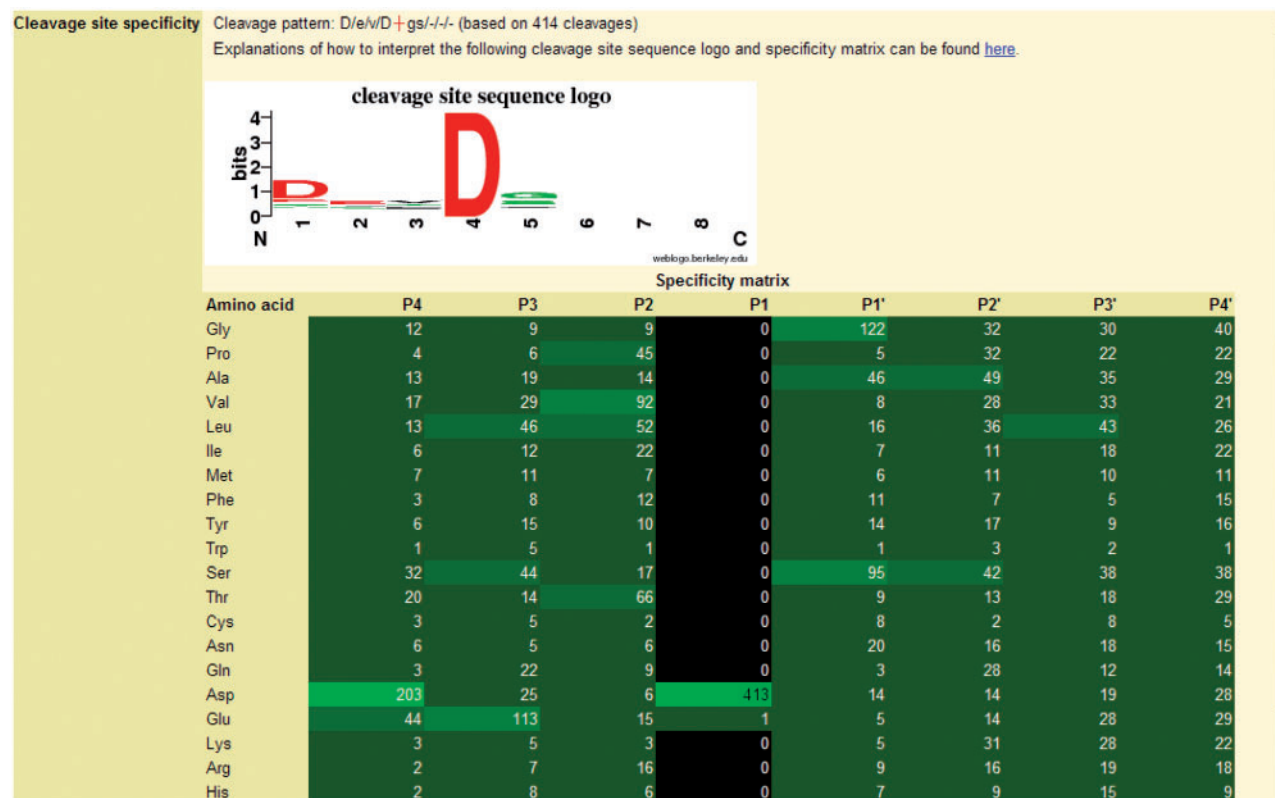 Cleavage site specificity Cleavage pattern: D/e/v/D+gs/-/-/- (based on 414 cleavages)
Explanations of how to interpret the following cleavage site sequence logo and specificity matrix can be found here.
cleavage site sequence logo
bits
4
3
2
1
0
D
D
N 1 2 3 4 5 6 7 8 C
weblogo.berkeley.edu
Specificity matrix
Amino acid P4 P3 P2 P1 P1' P2' P3' P4'
Gly 12 9 9 0 122 32 30 40
Pro 4 6 45 0 5 32 22 22
Ala 13 19 14 0 46 49 35 29
Val 17 29 92 0 8 28 33 21
Leu 13 46 52 0 16 36 43 26
Ile 6 12 22 0 7 11 18 22
Met 7 11 7 0 6 11 10 11
Phe 3 8 12 0 11 7 5 15
Tyr 6 15 10 0 14 17 9 16
Trp 1 5 1 0 1 3 2 1
Ser 32 44 17 0 95 42 38 38
Thr 20 14 66 0 9 13 18 29
Cys 3 5 2 0 8 2 8 5
Asn 6 5 6 0 20 16 18 15
Gln 3 22 9 0 3 28 12 14
Asp 203 25 6 413 14 14 19 28
Glu 44 113 15 1 5 14 28 29
Lys 3 5 3 0 5 31 28 22
Arg 2 7 16 0 9 16 19 18
His 2 8 6 0 7 9 15 9